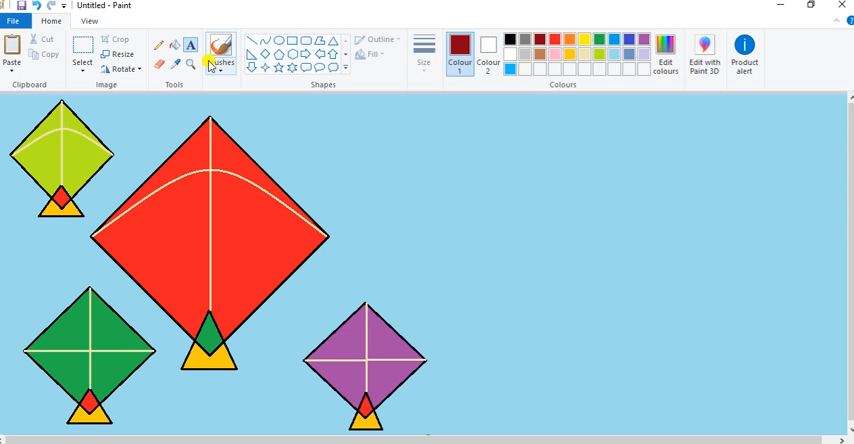 Untitled - Paint
File
Home
View
Paste
Cut
Copy
Clipboard
Select
Crop
Resize
Rotate
Image
A
Tools
Brushes
Outline
Fill
Shapes
Size
Colour 1
Colour 2
Edit colours
Colours
Edit with Paint 3D
Product alert